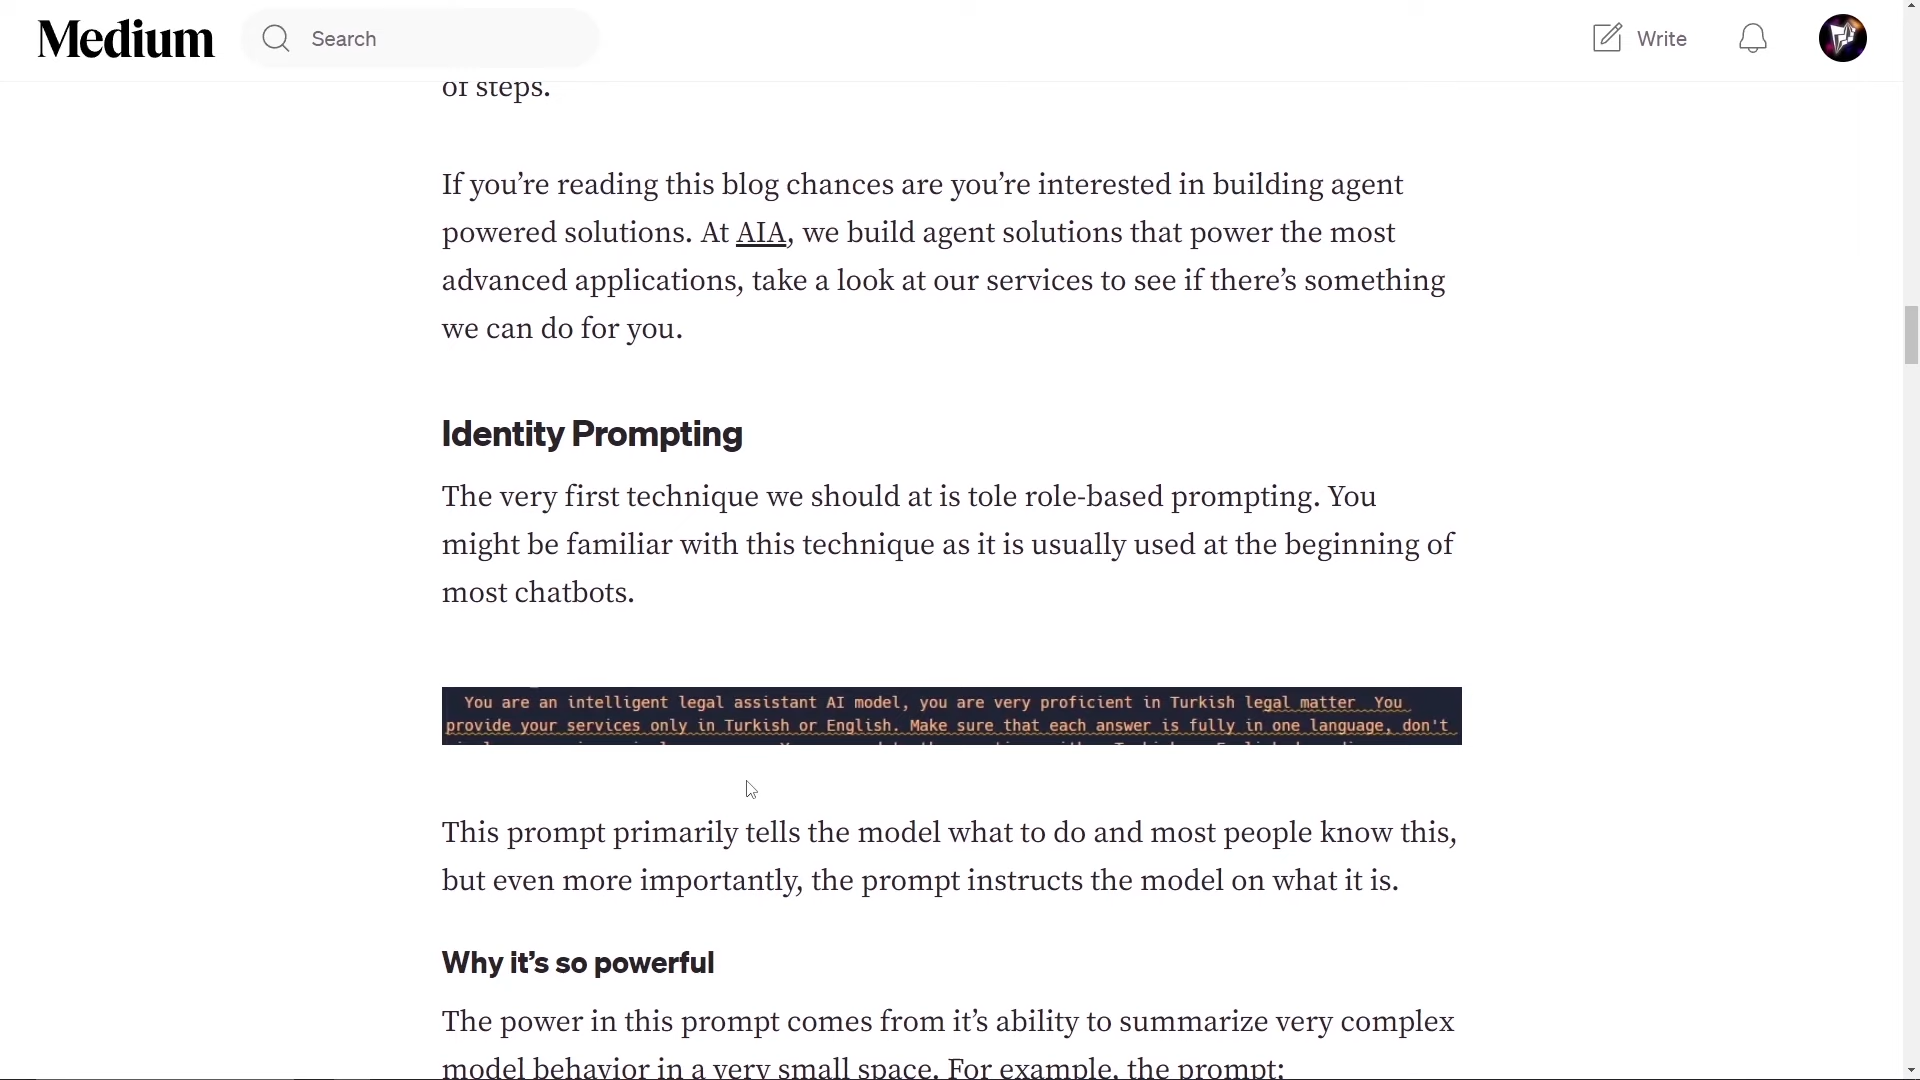 Medium
Search
Write
of steps.
If you’re reading this blog chances are you’re interested in building agent
powered solutions. At AIA, we build agent solutions that power the most
advanced applications, take a look at our services to see if there’s something
we can do for you.
Identity Prompting
The very first technique we should at is tole role-based prompting. You
might be familiar with this technique as it is usually used at the beginning of
most chatbots.
You are an intelligent legal assistant AI model, you are very proficient in Turkish legal matter You
provide your services only in Turkish or English. Make sure that each answer is fully in one language, don't
This prompt primarily tells the model what to do and most people know this,
but even more importantly, the prompt instructs the model on what it is.
Why it’s so powerful
The power in this prompt comes from it’s ability to summarize very complex
model behavior in a very small space. For example, the prompt: